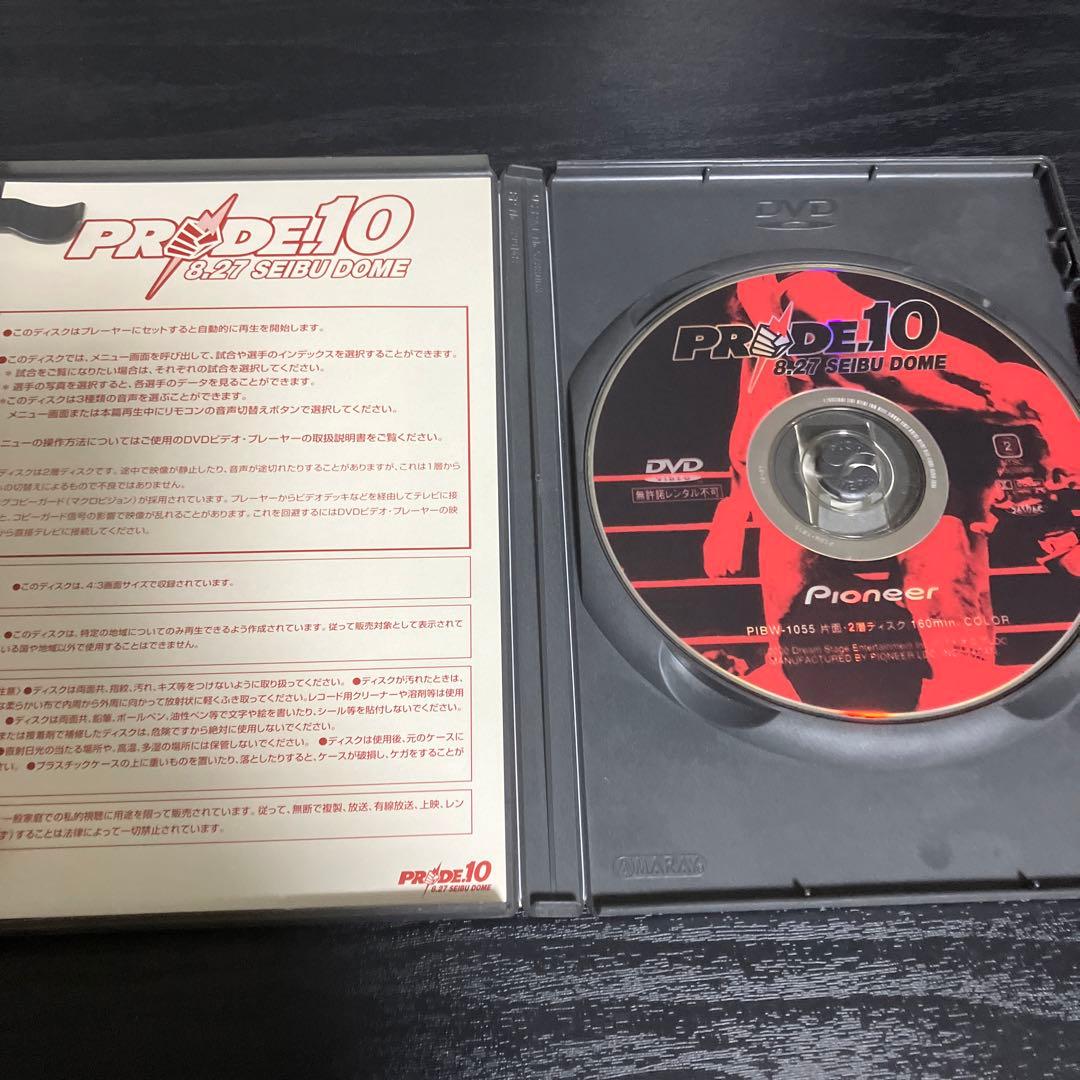 PRIDE.10
8.27 SEIBU DOME
●このディスクはプレーヤーにセットすると自動的に再生を開始します。
●このディスクでは、メニュー画面を呼び出して、試合や選手のインデックスを選択することができます。
＊ 試合をご覧になりたい場合は、それぞれの試合を選択してください。
＊ 選手の写真を選択すると、各選手のデータを見ることができます。
＊このディスクは3種類の音声を選ぶことができます。
メニュー画面または本篇再生中にリモコンの音声切替えボタンで選択してください。
ニューの操作方法についてはご使用のDVDビデオ・プレーヤーの取扱説明書をご覧ください。
ディスクは2層ディスクです。途中で映像が静止したり、音声が途切れたりすることがありますが、これは1層から
の切替えによるもので不良ではありません。
グコピーガード(マクロビジョン)が採用されています。プレーヤーからビデオデッキなどを経由してテレビに接
と、コピーガード信号の影響で映像が乱れることがあります。これを回避するにはDVDビデオ・プレーヤーの映
から直接テレビに接続してください。
●このディスクは、4:3画面サイズで収録されています。
●このディスクは、特定の地域についてのみ再生できるよう作成されています。従って販売対象として表示されて
いる国や地域以外で使用することはできません。
注意〉●ディスクは両面共、指紋、汚れ、キズ等をつけないように取り扱ってください。●ディスクが汚れたときは、
な柔らかい布で内周から外周に向かって放射状に軽くふき取ってください。レコード用クリーナーや溶剤等は使用
●ディスクは両面共、鉛筆、ボールペン、油性ペン等で文字や絵を書いたり、シール等を貼付しないでください。
または接着剤で補修したディスクは、危険ですから絶対に使用しないでください。
●直射日光の当たる場所や、高温、多湿の場所には保管しないでください。●ディスクは使用後、元のケースに
い。●プラスチックケースの上に重いものを置いたり、落としたりすると、ケースが破損し、ケガをすることが
一般家庭での私的視聴に用途を限って販売されています。従って、無断で複製、放送、有線放送、上映、レン
す)することは法律によって一切禁止されています。
PRIDE.10
8.27 SEIBU DOME
DVD
PRIDE.10
8.27 SEIBU DOME
DVD
VIDEO
無許諾レンタル不可
2
Pioneer
PIBW-1055 片面・2層ディスク 160min. COLOR
Dream Stage Entertainment
MANUFACTURED BY PIONEER LDC, INC.
AMARAY